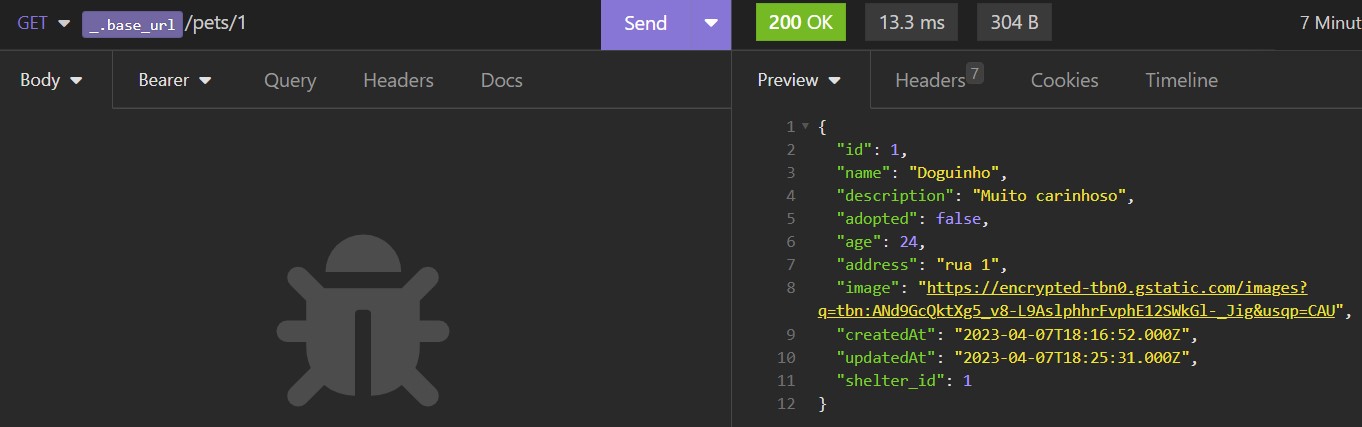 GET _.base_url /pets/1 Send 200 OK 13.3 ms 304 B 7 Minut
Body Bearer Query Headers Docs Preview Headers 7 Cookies Timeline
1 {
2 "id": 1,
3 "name": "Doguinho",
4 "description": "Muito carinhoso",
5 "adopted": false,
6 "age": 24,
7 "address": "rua 1",
8 "image": "https://encrypted-tbn0.gstatic.com/images?
q=tbn:ANd9GcQktXg5_v8-L9AslphhrFvphE12SWkGl-_Jig&usqp=CAU",
9 "createdAt": "2023-04-07T18:16:52.000Z",
10 "updatedAt": "2023-04-07T18:25:31.000Z",
11 "shelter_id": 1
12 }